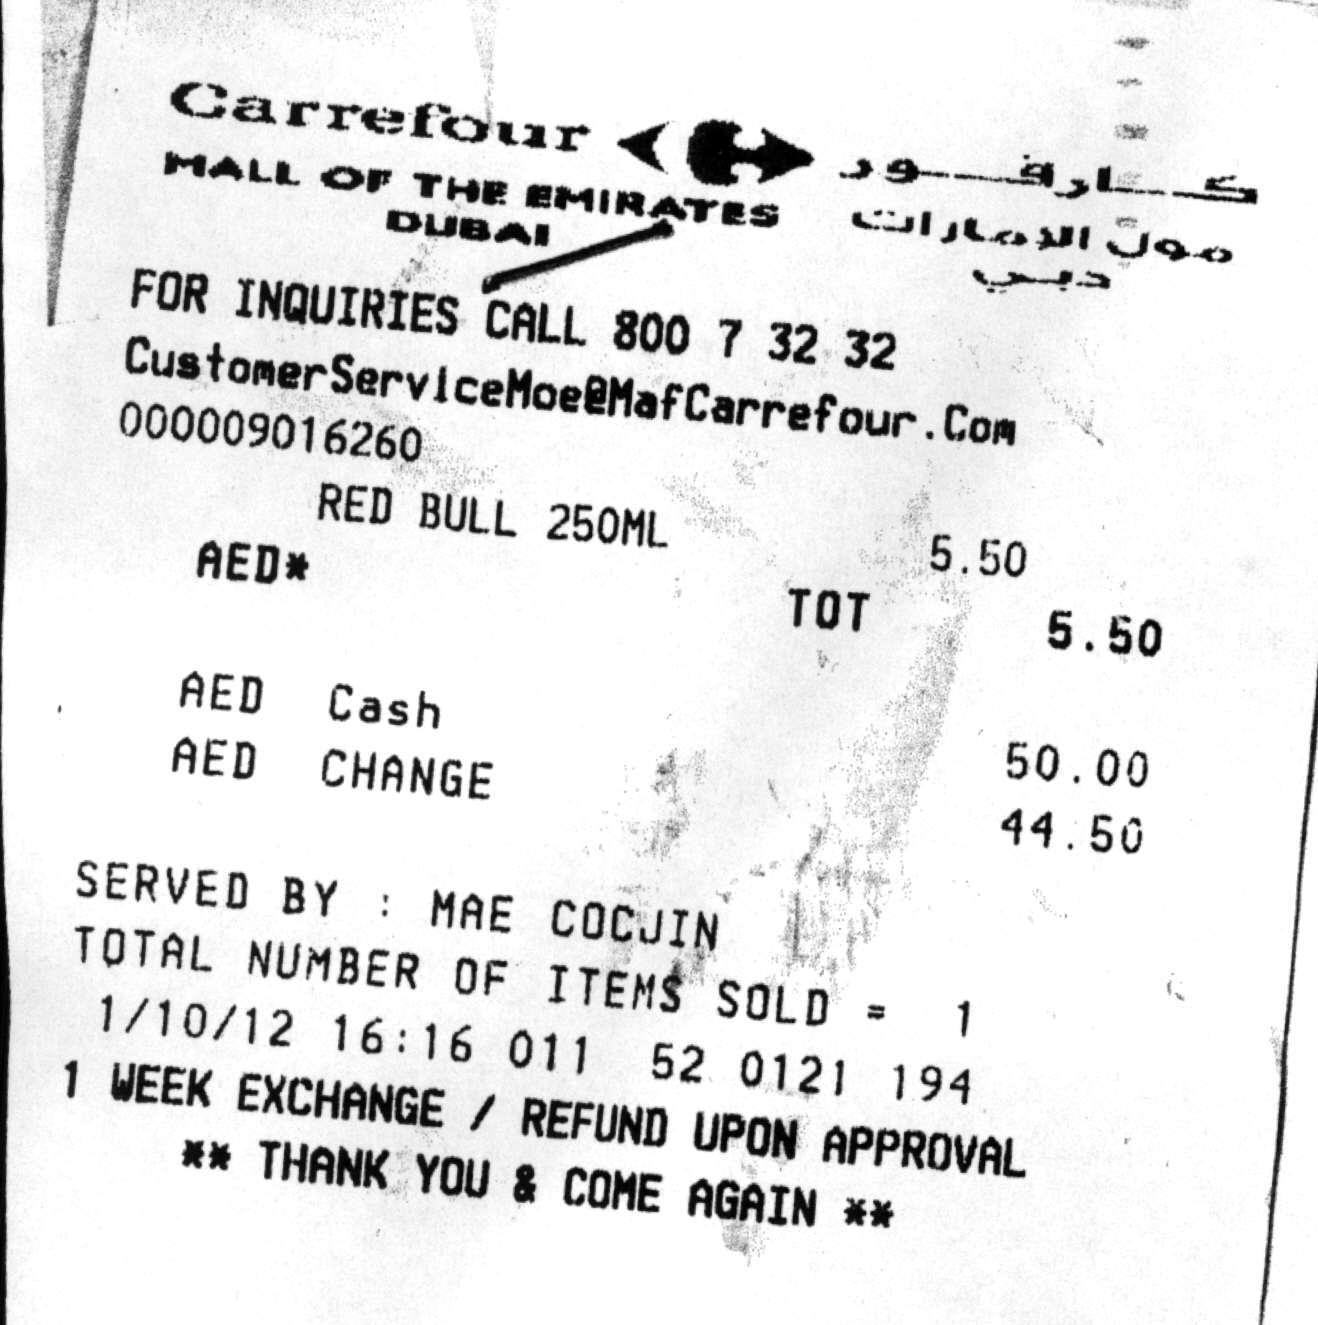 Carrefour كارفور
MALL OF THE EMIRATES مول الإمارات
DUBAI دبي
FOR INQUIRIES CALL 800 7 32 32
CustomerServiceMoe@MafCarrefour.Com
000009016260
RED BULL 250ML 5.50
AED* TOT 5.50
AED Cash 50.00
AED CHANGE 44.50
SERVED BY : MAE COCJIN
TOTAL NUMBER OF ITEMS SOLD = 1
1/10/12 16:16 011 52 0121 194
1 WEEK EXCHANGE / REFUND UPON APPROVAL
** THANK YOU & COME AGAIN **